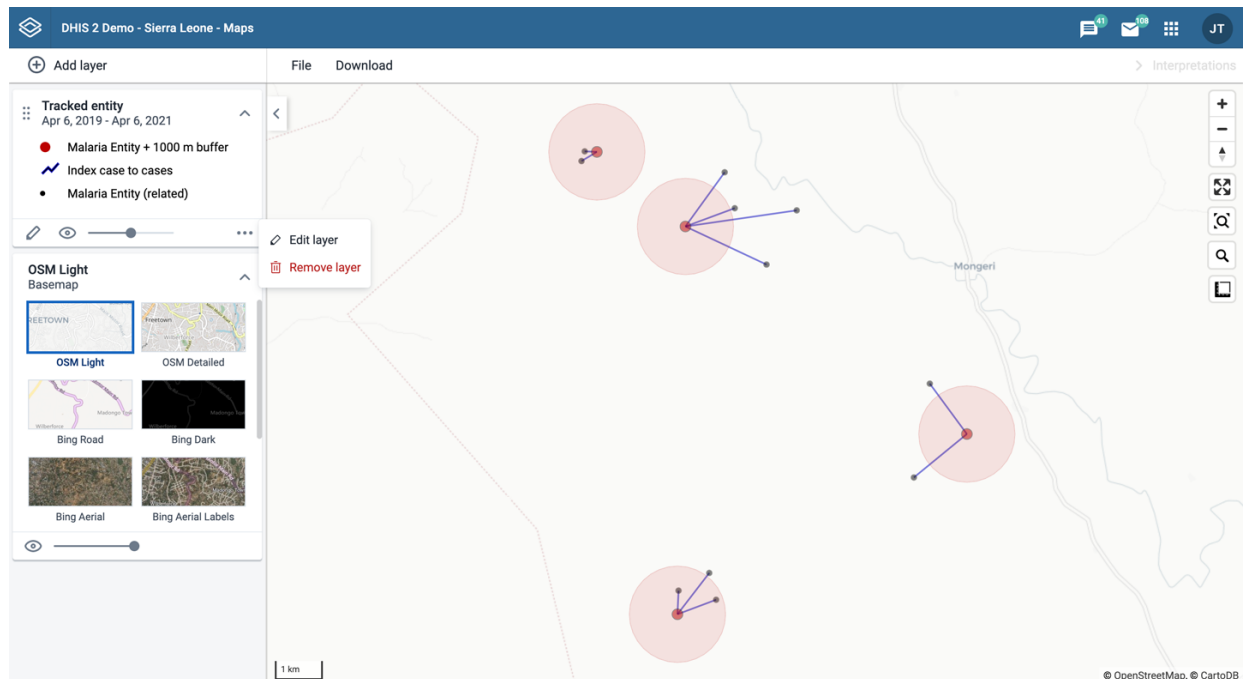 DHIS 2 Demo - Sierra Leone - Maps
41
108
JT
Add layer
File
Download
Interpretations
Tracked entity
Apr 6, 2019 - Apr 6, 2021
Malaria Entity + 1000 m buffer
Index case to cases
Malaria Entity (related)
Edit layer
Remove layer
OSM Light
Basemap
REETOWN
Freetown
OSM Light
OSM Detailed
Wilberforce
Bing Road
Bing Dark
Bing Aerial
Bing Aerial Labels
Mongeri
1 km
© OpenStreetMap, © CartoDB